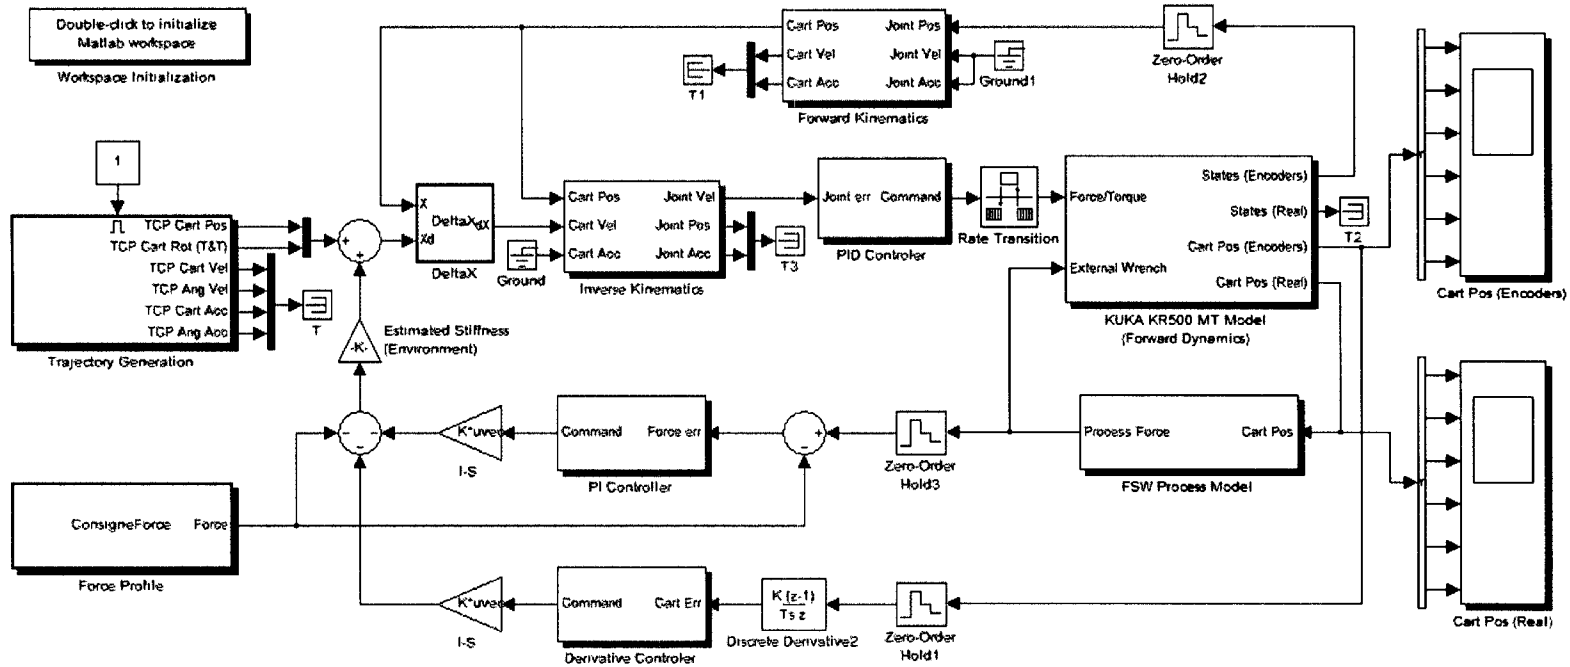 Double-click to initialize
Matlab workspace
Workspace Initialization
1
TCP Cart Pos
TCP Cart Rot (T&T)
TCP Cart Vel
TCP Ang Vel
TCP Cart Acc
TCP Ang Acc
Trajectory Generation
T
Cart Pos
Cart Vel
Cart Acc
Joint Pos
Joint Vel
Joint Acc
Forward Kinematics
T1
Ground1
Zero-Order
Hold2
X
Xd
DeltaX
dX
DeltaX
Ground
Cart Pos
Cart Vel
Cart Acc
Joint Vel
Joint Pos
Joint Acc
Inverse Kinematics
T3
Joint err
Command
PID Controler
Rate Transition
Force/Torque
External Wrench
States (Encoders)
States (Real)
Cart Pos (Encoders)
Cart Pos (Real)
KUKA KR500 MT Model
(Forward Dynamics)
T2
Cart Pos (Encoders)
-K-
Estimated Stiffness
(Environment)
K*uvec
I-S
Command
Force err
PI Controller
Zero-Order
Hold3
Process Force
Cart Pos
FSW Process Model
ConsigneForce
Force
Force Profile
K*uvec
I-S
Command
Cart Err
Derivative Controler
K (z-1)
Ts z
Discrete Derivative2
Zero-Order
Hold1
Cart Pos (Real)